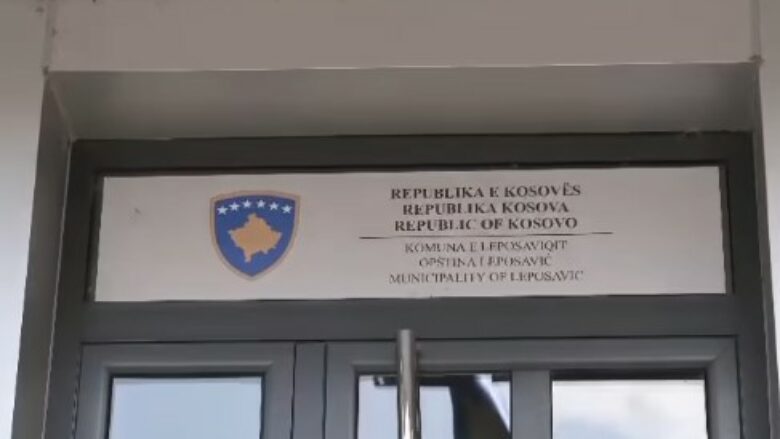 REPUBLIKA E KOSOVËS
REPUBLIKA KOSOVA
REPUBLIC OF KOSOVO
KOMUNA E LEPOSAVIQIT
OPŠTINA LEPOSAVIĆ
MUNICIPALITY OF LEPOSAVIC